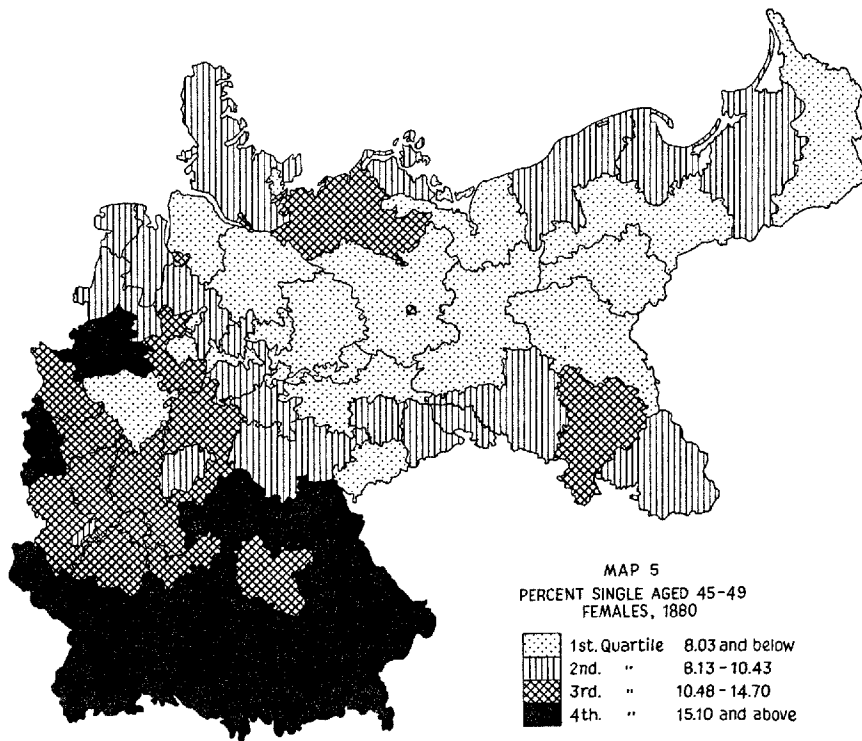 MAP 5
PERCENT SINGLE AGED 45-49
FEMALES, 1880
1st. Quartile 8.03 and below
2nd. " 8.13 - 10.43
3rd. " 10.48 - 14.70
4th. " 15.10 and above